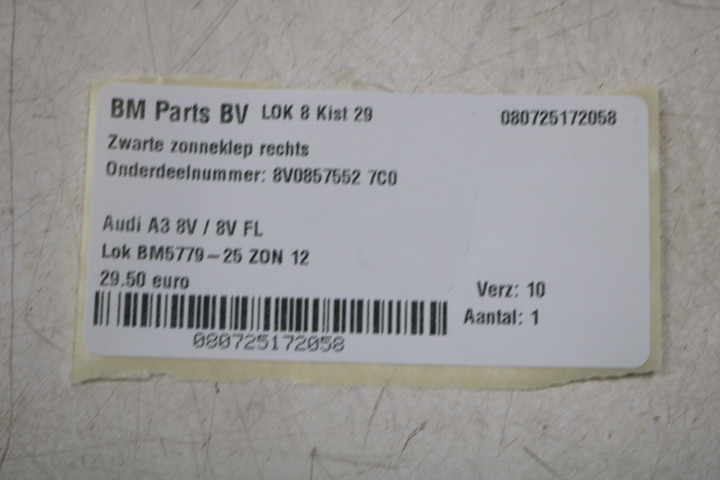 BM Parts BV LOK 8 Kist 29 080725172058
Zwarte zonneklep rechts
Onderdeelnummer: 8V0857552 7C0
Audi A3 8V / 8V FL
Lok BM5779-25 ZON 12
29.50 euro
Verz: 10
Aantal: 1
080725172058